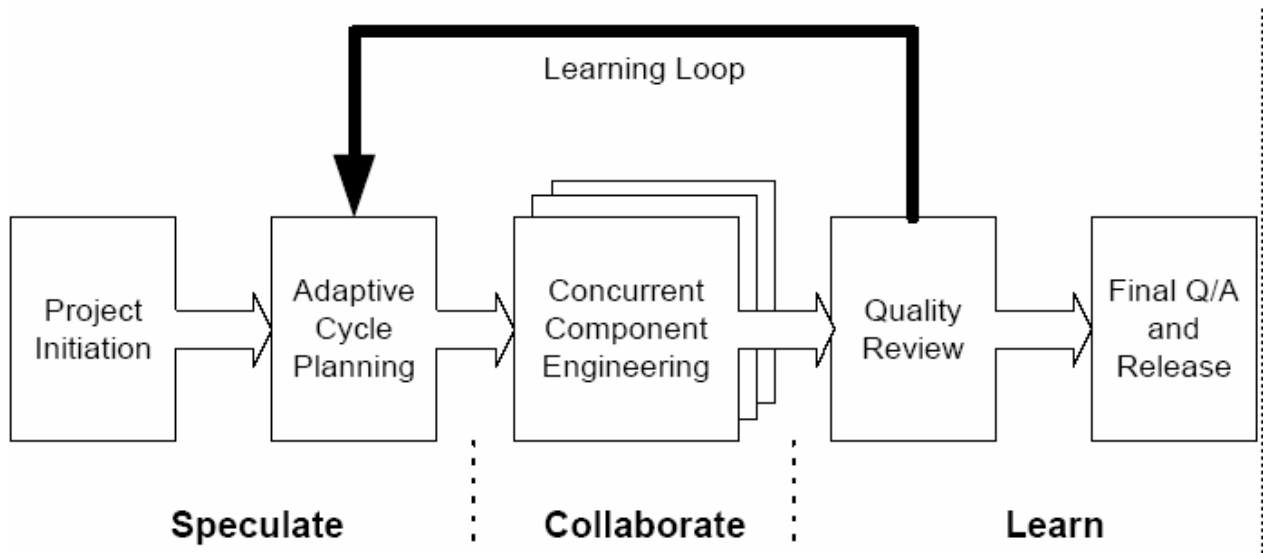 Learning Loop
Project
Initiation
Adaptive
Cycle
Planning
Concurrent
Component
Engineering
Quality
Review
Final Q/A
and
Release
Speculate
Collaborate
Learn